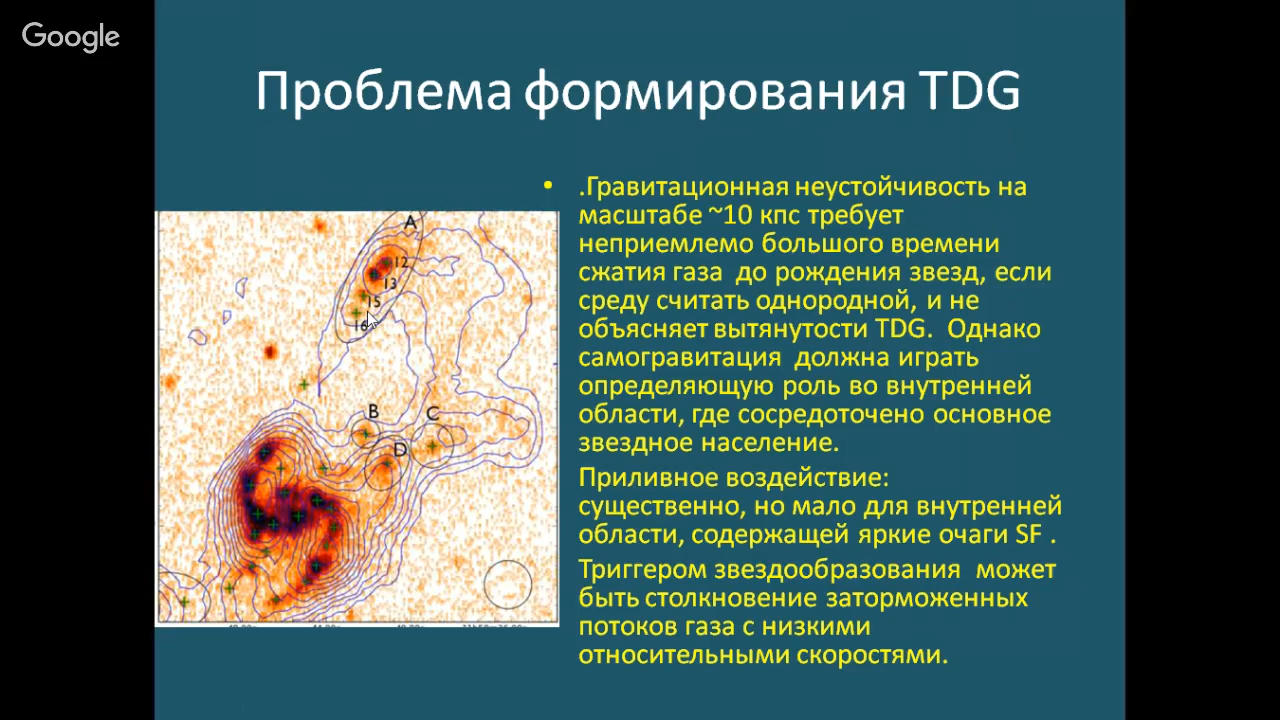 Google
Проблема формирования TDG
• .Гравитационная неустойчивость на
масштабе ~10 кпс требует
неприемлемо большого времени
сжатия газа до рождения звезд, если
среду считать однородной, и не
объясняет вытянутости TDG. Однако
самогравитация должна играть
определяющую роль во внутренней
области, где сосредоточено основное
звездное население.
Приливное воздействие:
существенно, но мало для внутренней
области, содержащей яркие очаги SF .
Триггером звездообразования может
быть столкновение заторможенных
потоков газа с низкими
относительными скоростями.
A
12
13
15
16
B
C
D